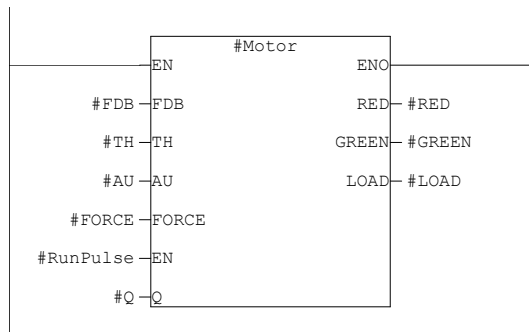 #Motor
EN ENO
#FDB FDB RED #RED
#TH TH GREEN #GREEN
#AU AU LOAD #LOAD
#FORCE FORCE
#RunPulse EN
#Q Q